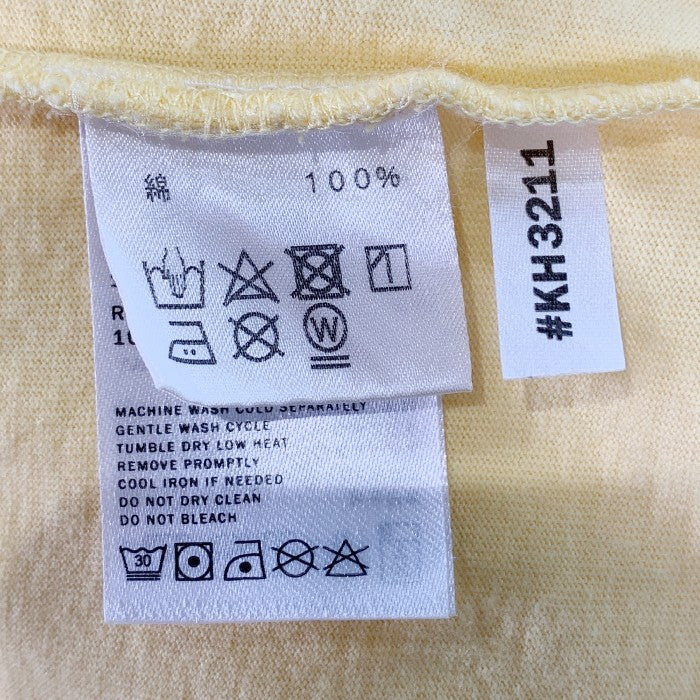 綿 100%
W
#KH3211
R
10
MACHINE WASH COLD SEPARATELY
GENTLE WASH CYCLE
TUMBLE DRY LOW HEAT
REMOVE PROMPTLY
COOL IRON IF NEEDED
DO NOT DRY CLEAN
DO NOT BLEACH
30